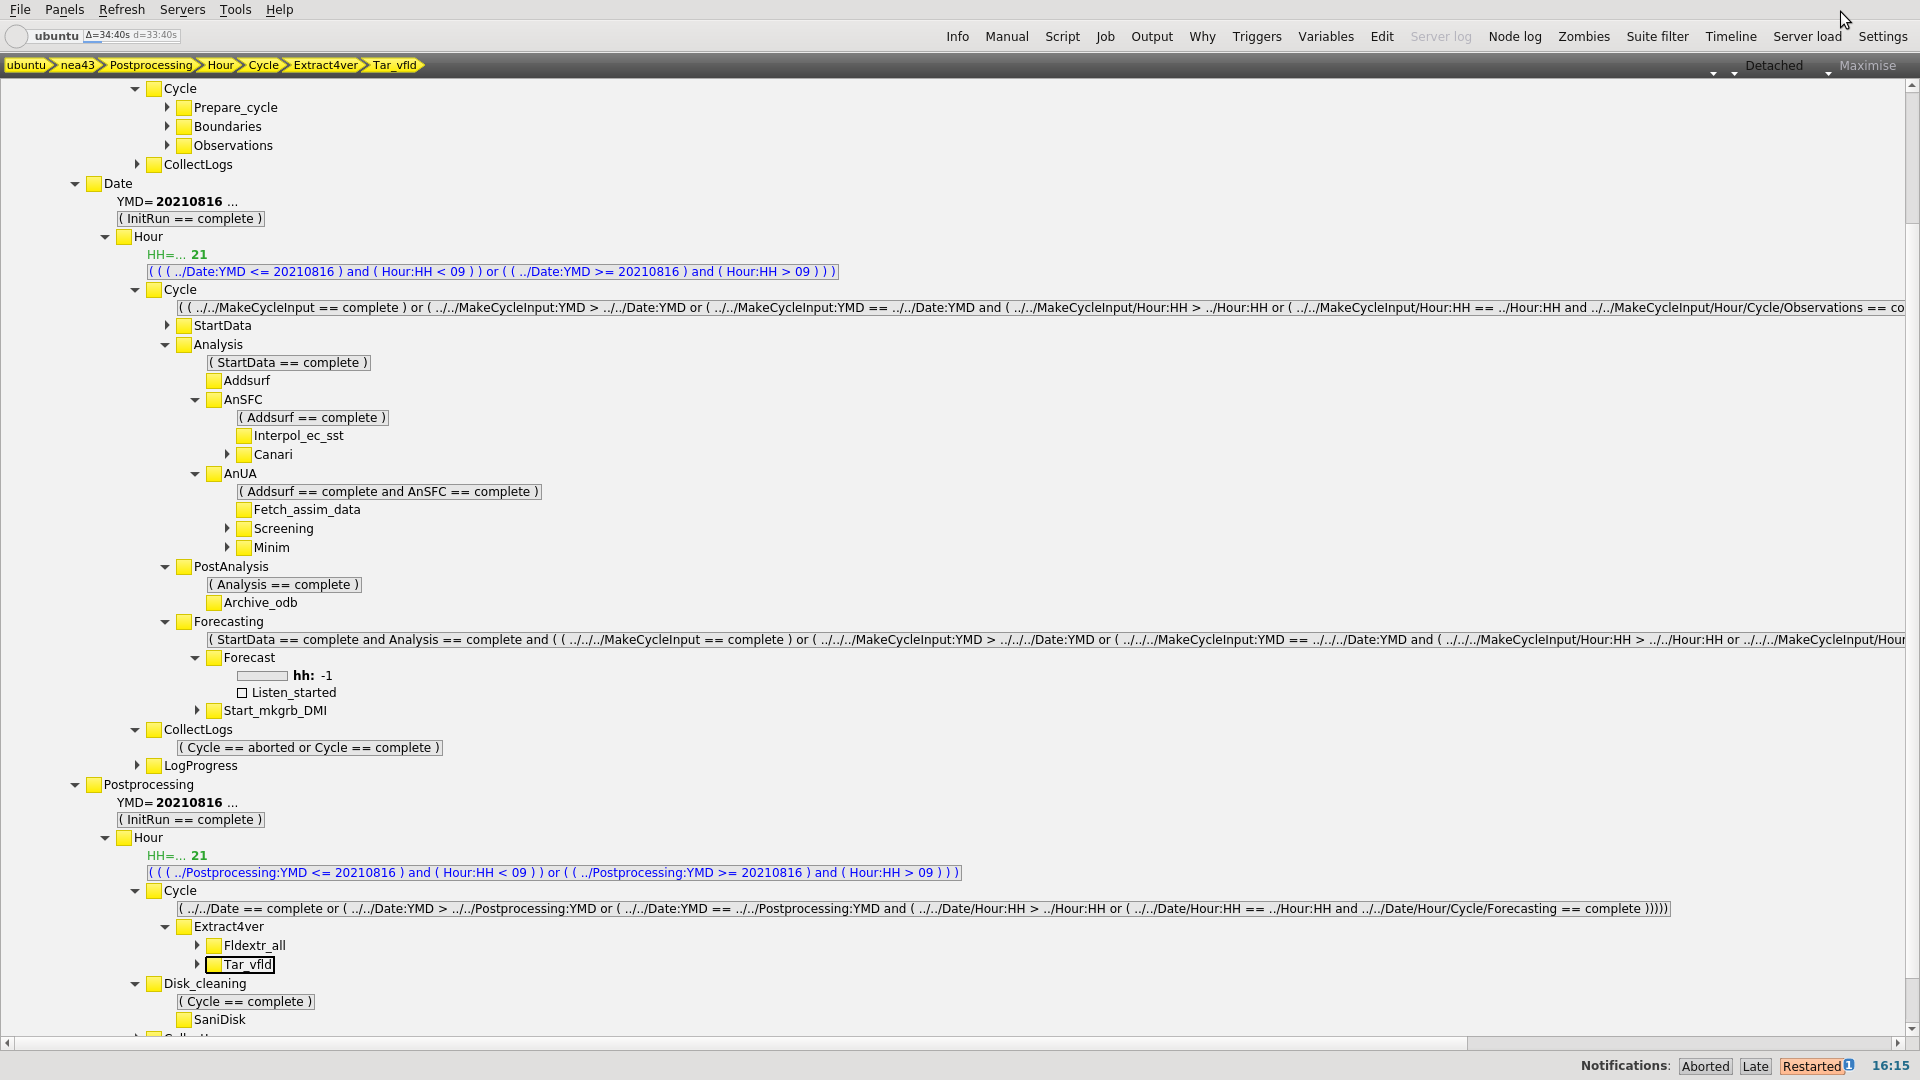 File Panels Refresh Servers Tools Help
ubuntu Δ=34:40s d=33:40s Info Manual Script Job Output Why Triggers Variables Edit Server log Node log Zombies Suite filter Timeline Server load Settings
ubuntu nea43 Postprocessing Hour Cycle Extract4ver Tar_vfld Detached Maximise
Cycle
Prepare_cycle
Boundaries
Observations
CollectLogs
Date
YMD= 20210816 ...
( InitRun == complete )
Hour
HH=... 21
( ( ( ../Date:YMD <= 20210816 ) and ( Hour:HH < 09 ) ) or ( ( ../Date:YMD >= 20210816 ) and ( Hour:HH > 09 ) ) )
Cycle
( ( ../../MakeCycleInput == complete ) or ( ../../MakeCycleInput:YMD > ../../Date:YMD or ( ../../MakeCycleInput:YMD == ../../Date:YMD and ( ../../MakeCycleInput/Hour:HH > ../Hour:HH or ( ../../MakeCycleInput/Hour:HH == ../Hour:HH and ../../MakeCycleInput/Hour/Cycle/Observations == co
StartData
Analysis
( StartData == complete )
Addsurf
AnSFC
( Addsurf == complete )
Interpol_ec_sst
Canari
AnUA
( Addsurf == complete and AnSFC == complete )
Fetch_assim_data
Screening
Minim
PostAnalysis
( Analysis == complete )
Archive_odb
Forecasting
( StartData == complete and Analysis == complete and ( ( ../../../MakeCycleInput == complete ) or ( ../../../MakeCycleInput:YMD > ../../../Date:YMD or ( ../../../MakeCycleInput:YMD == ../../../Date:YMD and ( ../../../MakeCycleInput/Hour:HH > ../../Hour:HH or ../../../MakeCycleInput/Hour
Forecast
hh: -1
Listen_started
Start_mkgrb_DMI
CollectLogs
( Cycle == aborted or Cycle == complete )
LogProgress
Postprocessing
YMD= 20210816 ...
( InitRun == complete )
Hour
HH=... 21
( ( ( ../Postprocessing:YMD <= 20210816 ) and ( Hour:HH < 09 ) ) or ( ( ../Postprocessing:YMD >= 20210816 ) and ( Hour:HH > 09 ) ) )
Cycle
( ../../Date == complete or ( ../../Date:YMD > ../../Postprocessing:YMD or ( ../../Date:YMD == ../../Postprocessing:YMD and ( ../../Date/Hour:HH > ../Hour:HH or ( ../../Date/Hour:HH == ../Hour:HH and ../../Date/Hour/Cycle/Forecasting == complete )))))
Extract4ver
Fldextr_all
Tar_vfld
Disk_cleaning
( Cycle == complete )
SaniDisk
Notifications: Aborted Late Restarted 1 16:15